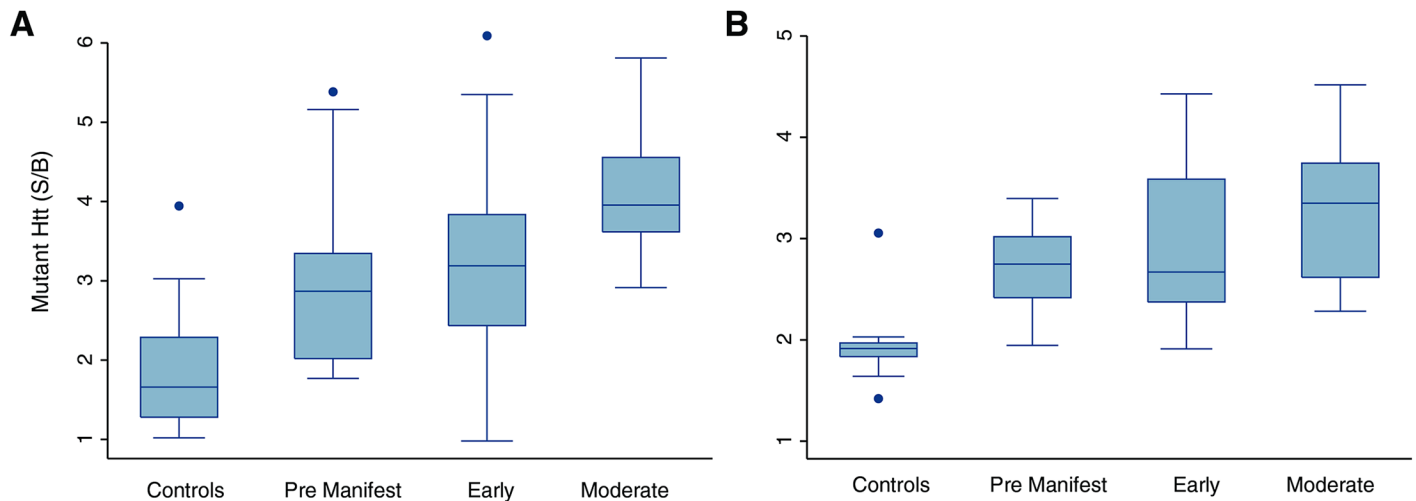 A
B
Mutant Htt (S/B)
6
5
4
3
2
1
Controls
Pre Manifest
Early
Moderate
5
4
3
2
1
Controls
Pre Manifest
Early
Moderate